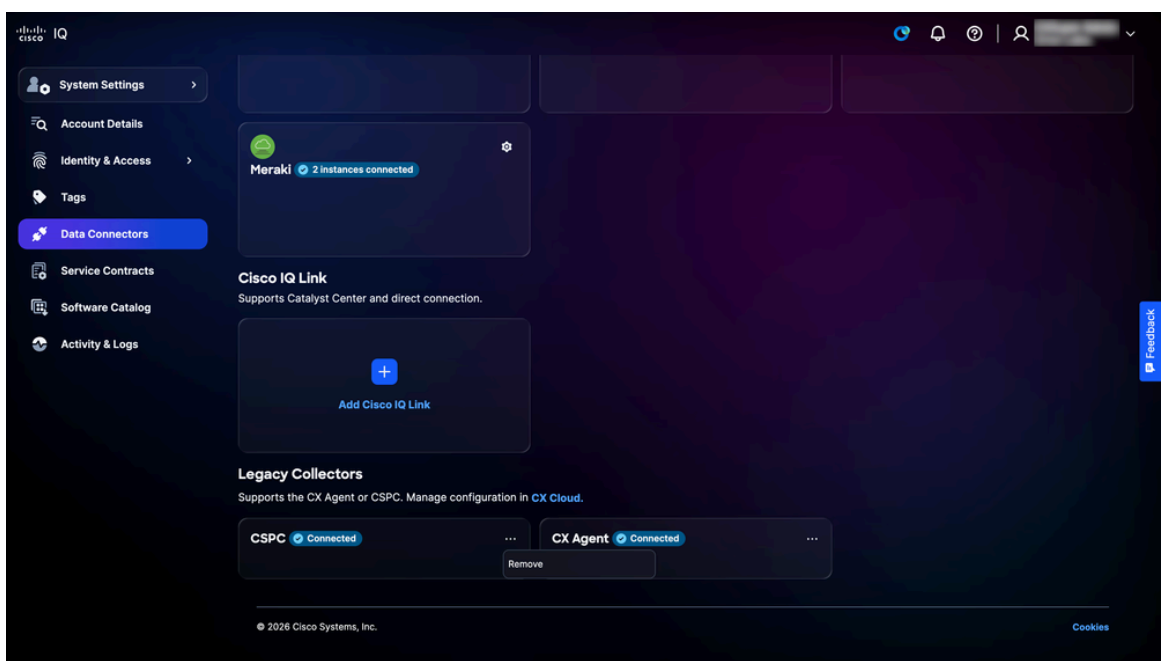 cisco IQ
System Settings
Account Details
Identity & Access
Tags
Data Connectors
Service Contracts
Software Catalog
Activity & Logs
Meraki 2 instances connected
Cisco IQ Link
Supports Catalyst Center and direct connection.
Add Cisco IQ Link
Legacy Collectors
Supports the CX Agent or CSPC. Manage configuration in CX Cloud.
CSPC Connected ...
CX Agent Connected ...
Remove
© 2026 Cisco Systems, Inc.
Cookies
Feedback